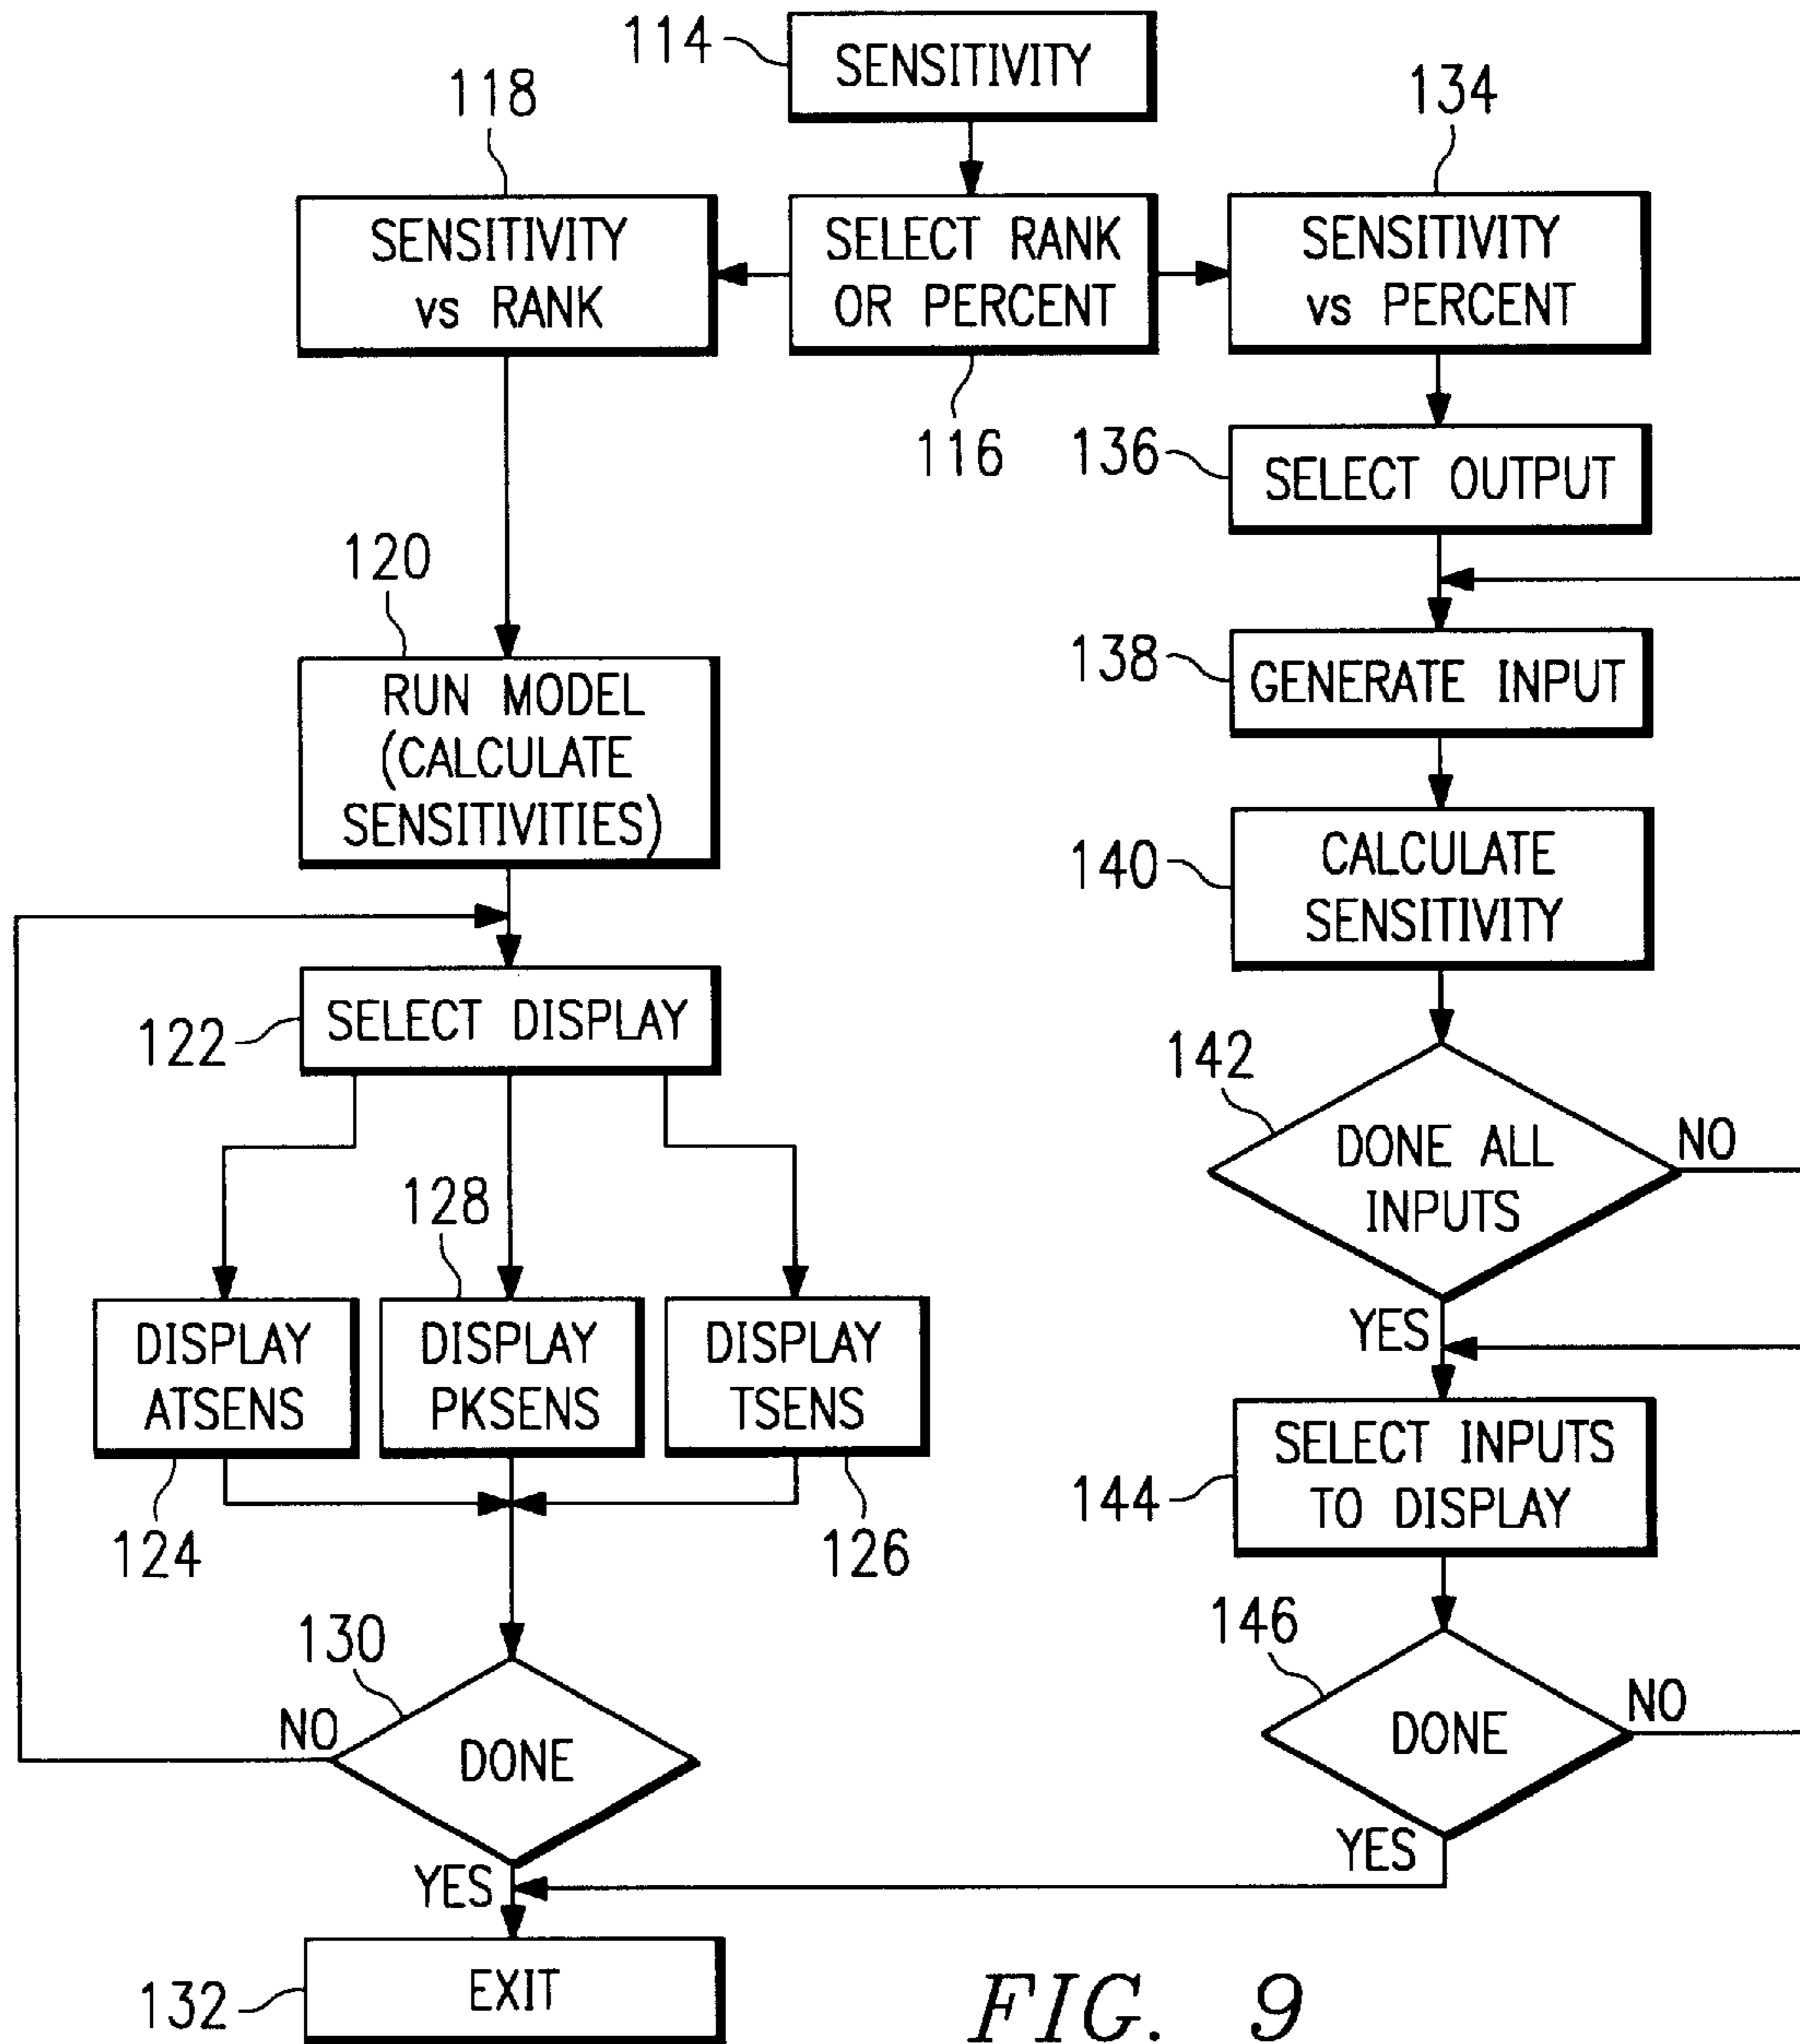 114
SENSITIVITY
118
134
SENSITIVITY
vs RANK
SELECT RANK
OR PERCENT
SENSITIVITY
vs PERCENT
116
136
SELECT OUTPUT
120
138
GENERATE INPUT
RUN MODEL
(CALCULATE
SENSITIVITIES)
140
CALCULATE
SENSITIVITY
122
SELECT DISPLAY
142
DONE ALL
INPUTS
NO
YES
128
DISPLAY
ATSENS
DISPLAY
PKSENS
DISPLAY
TSENS
124
126
144
SELECT INPUTS
TO DISPLAY
130
NO
DONE
YES
146
DONE
NO
YES
132
EXIT
FIG. 9